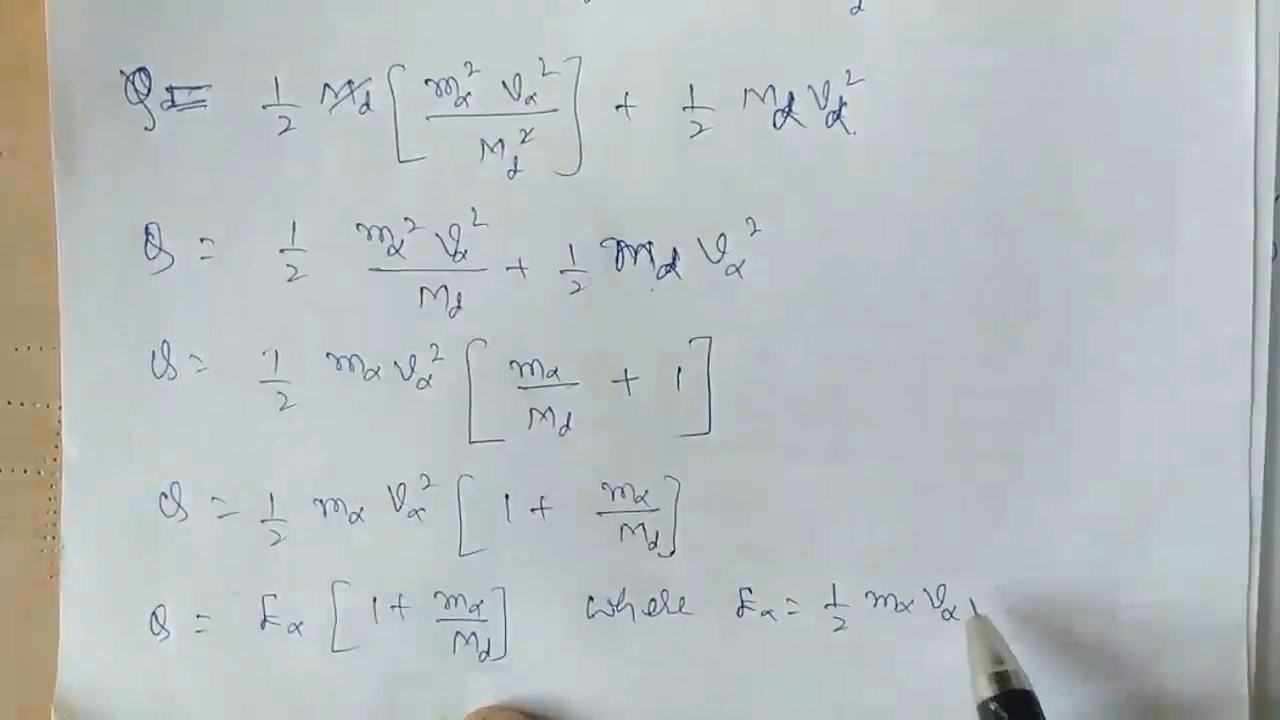 Q = 1/2 M_d [ m_α² v_α² / M_d² ] + 1/2 m_α v_α²
Q = 1/2 m_α² v_α² / M_d + 1/2 m_α v_α²
Q = 1/2 m_α v_α² [ m_α / M_d + 1 ]
Q = 1/2 m_α v_α² [ 1 + m_α / M_d ]
Q = E_α [ 1 + m_α / M_d ] where E_α = 1/2 m_α v_α